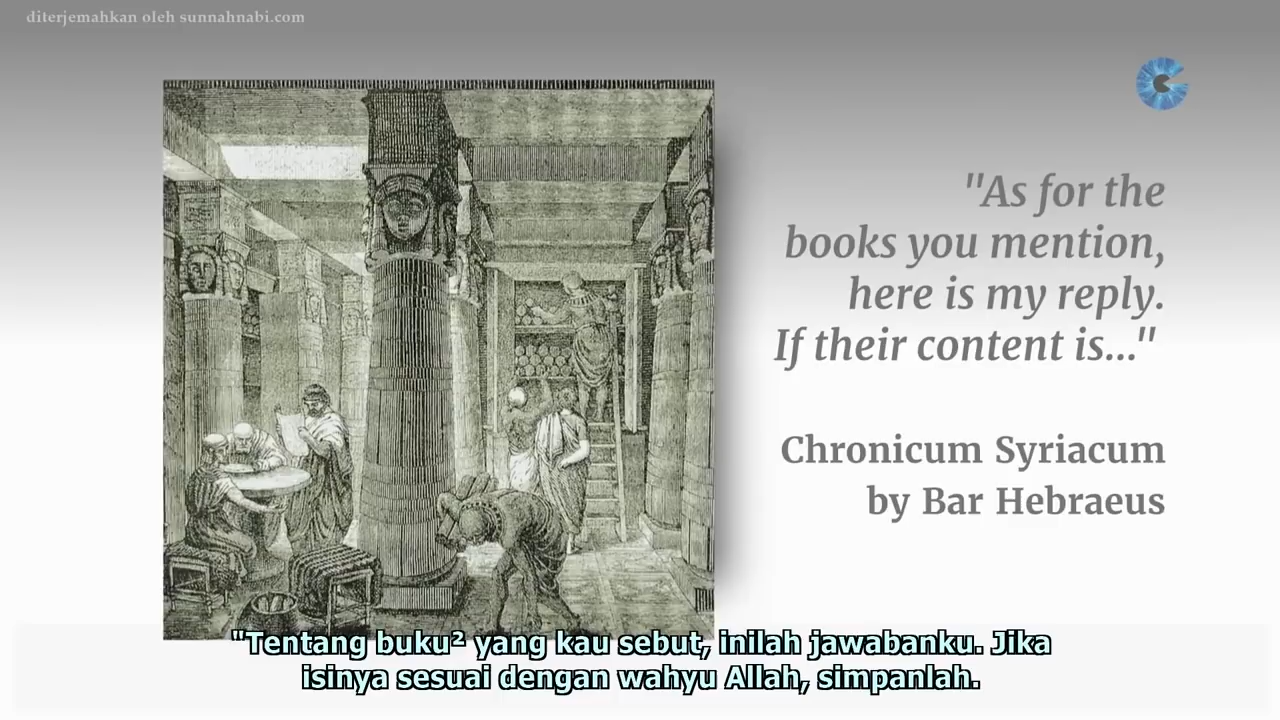 diterjemahkan oleh sunnahnabi.com
"As for the
books you mention,
here is my reply.
If their content is..."
Chronicum Syriacum
by Bar Hebraeus
"Tentang buku² yang kau sebut, inilah jawabanku. Jika
isinya sesuai dengan wahyu Allah, simpanlah.